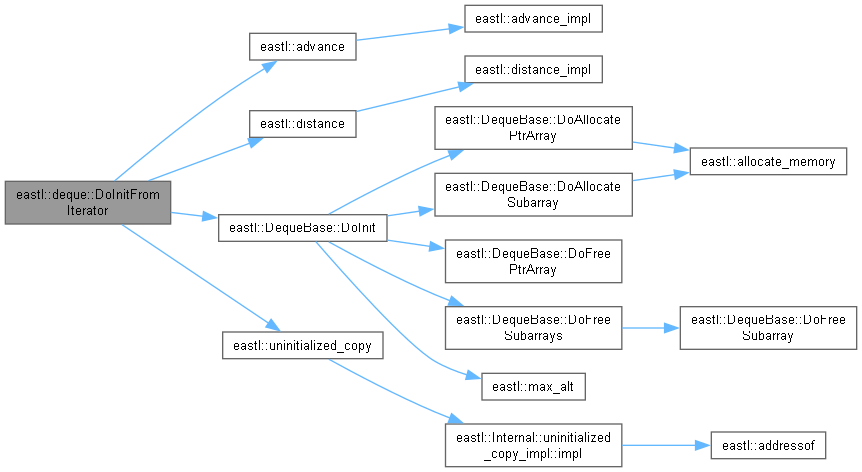 eastl::advance_impl
eastl::advance
eastl::distance_impl
eastl::distance
eastl::DequeBase::DoAllocate
PtrArray
eastl::allocate_memory
eastl::deque::DoInitFrom
Iterator
eastl::DequeBase::DoAllocate
Subarray
eastl::DequeBase::DoInit
eastl::DequeBase::DoFree
PtrArray
eastl::DequeBase::DoFree
Subarrays
eastl::DequeBase::DoFree
Subarray
eastl::uninitialized_copy
eastl::max_alt
eastl::Internal::uninitialized
_copy_impl::impl
eastl::addressof